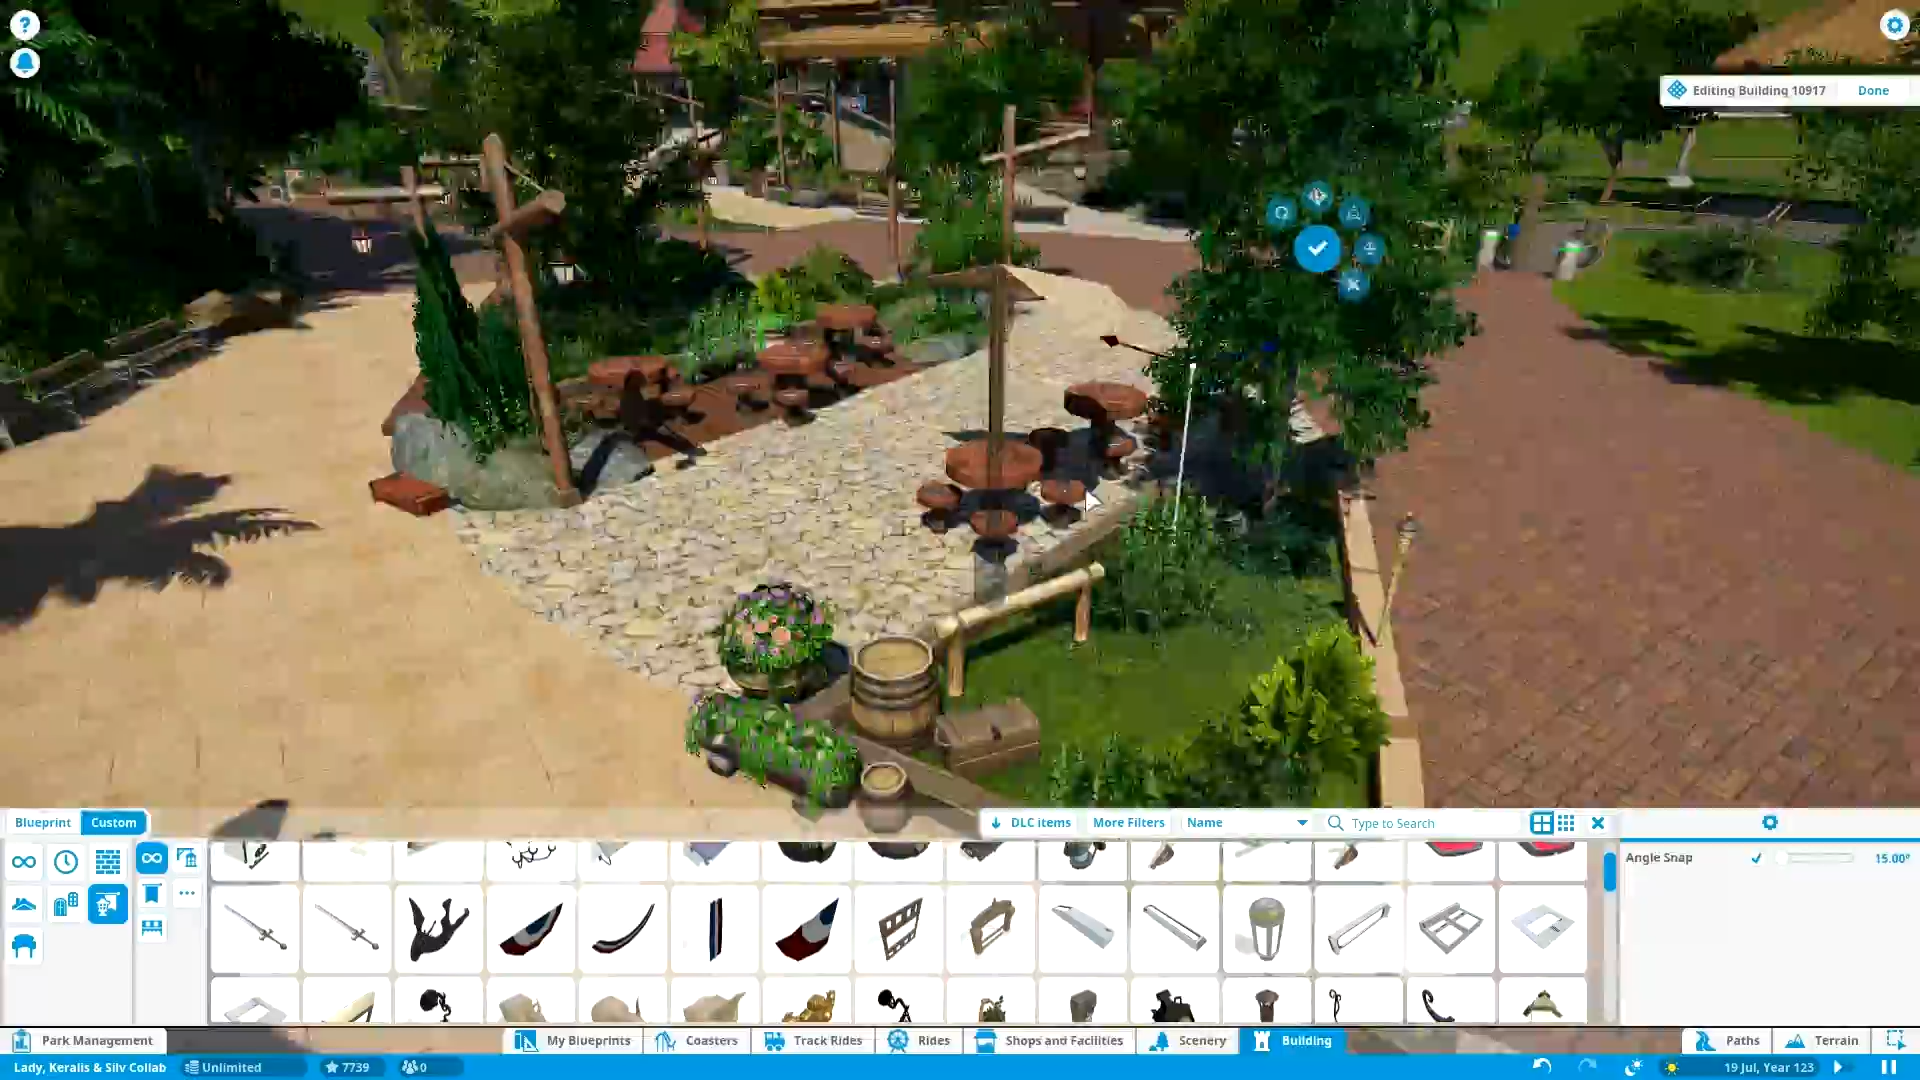 ?
Editing Building 10917 Done
Blueprint Custom
DLC items More Filters Name Type to Search
Angle Snap 15.00°
Park Management My Blueprints Coasters Track Rides Rides Shops and Facilities Scenery Building Paths Terrain
Lady, Keralis & Silv Collab Unlimited 7739 0 19 Jul, Year 123